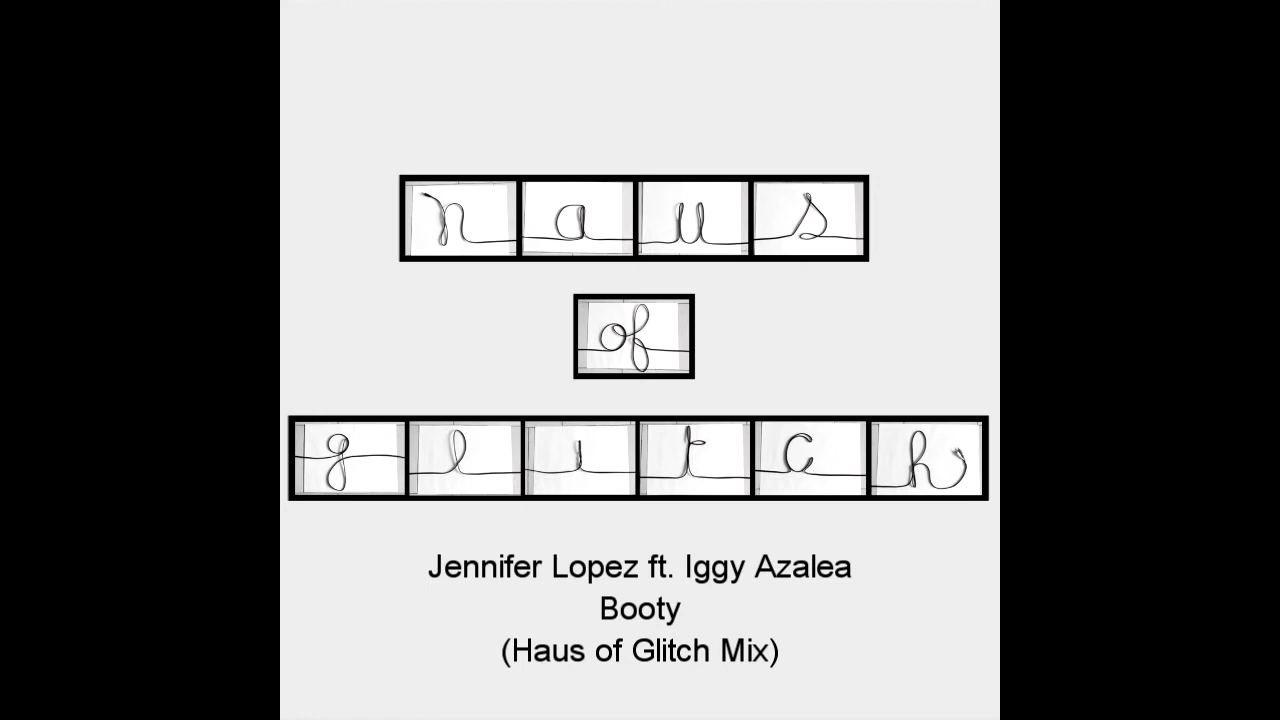 haus
of
glitch
Jennifer Lopez ft. Iggy Azalea
Booty
(Haus of Glitch Mix)